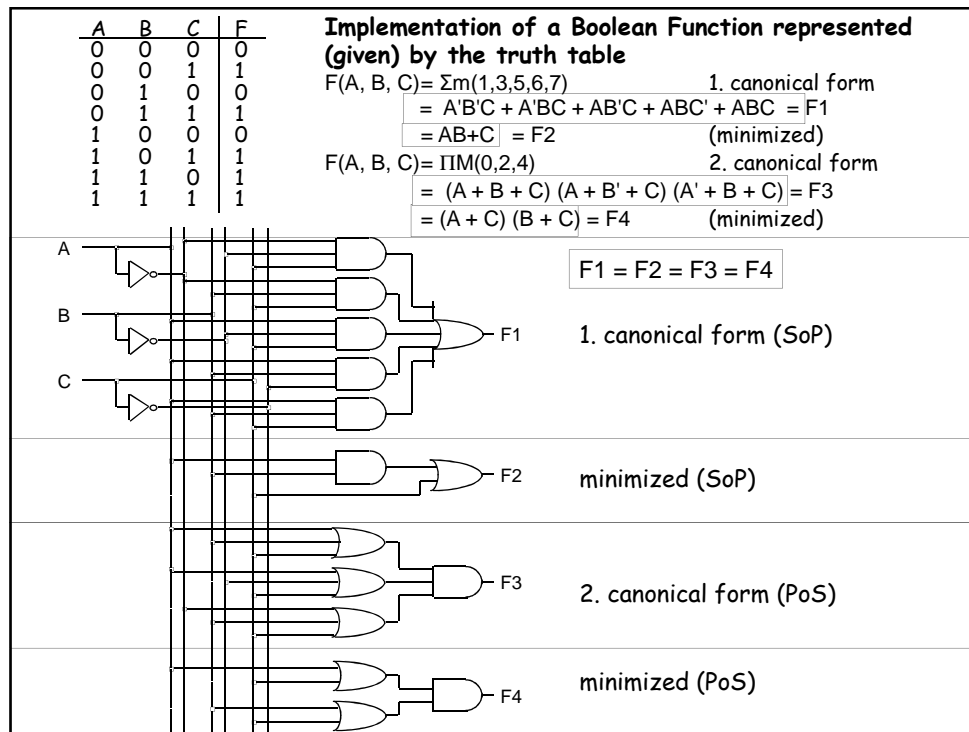 A B C F
0 0 0 0
0 0 1 1
0 1 0 0
0 1 1 1
1 0 0 0
1 0 1 1
1 1 0 1
1 1 1 1
Implementation of a Boolean Function represented
(given) by the truth table
F(A, B, C)= Σm(1,3,5,6,7) 1. canonical form
= A'B'C + A'BC + AB'C + ABC' + ABC = F1
= AB+C = F2 (minimized)
F(A, B, C)= ΠM(0,2,4) 2. canonical form
= (A + B + C) (A + B' + C) (A' + B + C) = F3
= (A + C) (B + C) = F4 (minimized)
A
B
C
F1 = F2 = F3 = F4
F1 1. canonical form (SoP)
F2 minimized (SoP)
F3 2. canonical form (PoS)
F4 minimized (PoS)